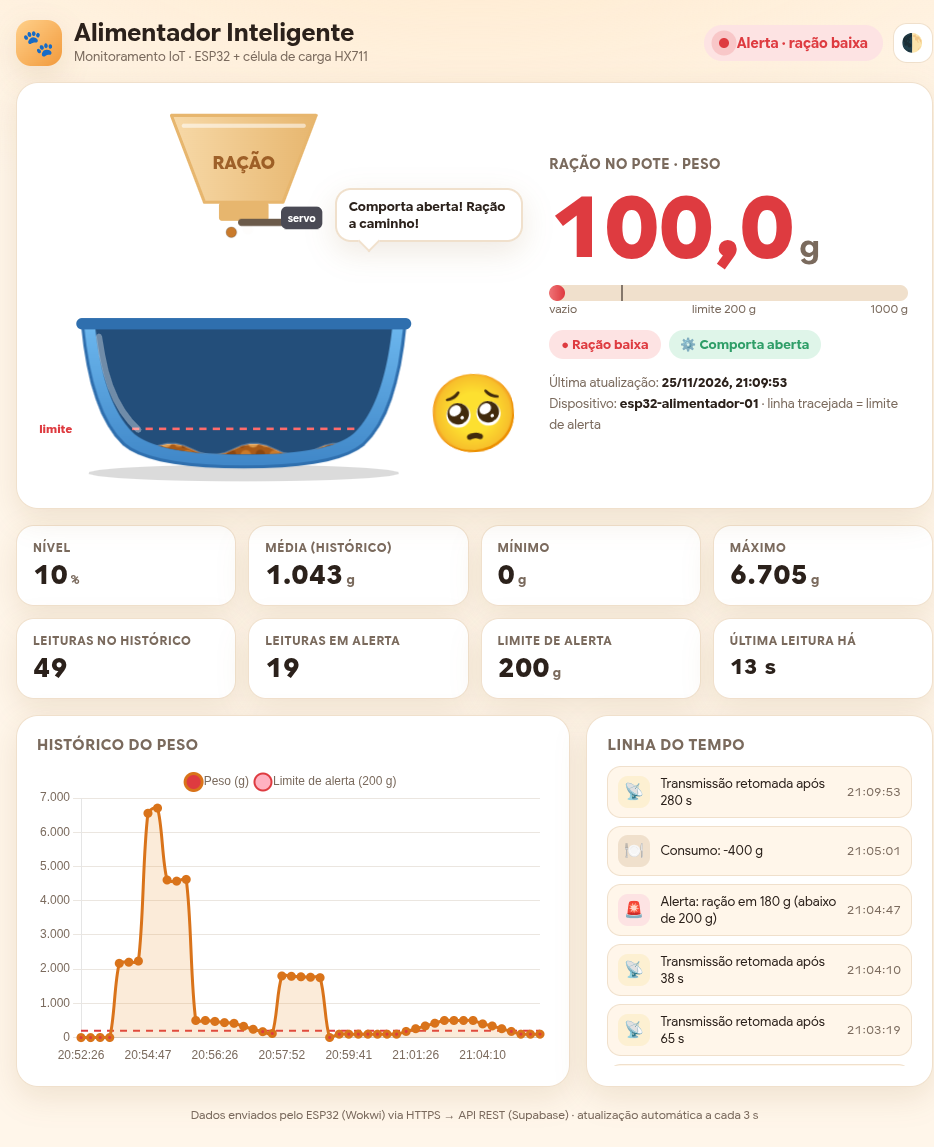 Alimentador Inteligente
Monitoramento IoT · ESP32 + célula de carga HX711
Alerta · ração baixa
RAÇÃO
servo
Comporta aberta! Ração
a caminho!
limite
RAÇÃO NO POTE · PESO
100,0 g
vazio
limite 200 g
1000 g
● Ração baixa
⚙️ Comporta aberta
Última atualização: 25/11/2026, 21:09:53
Dispositivo: esp32-alimentador-01 · linha tracejada = limite
de alerta
NÍVEL
10 %
MÉDIA (HISTÓRICO)
1.043 g
MÍNIMO
0 g
MÁXIMO
6.705 g
LEITURAS NO HISTÓRICO
49
LEITURAS EM ALERTA
19
LIMITE DE ALERTA
200 g
ÚLTIMA LEITURA HÁ
13 s
HISTÓRICO DO PESO
Peso (g)
Limite de alerta (200 g)
7.000
6.000
5.000
4.000
3.000
2.000
1.000
0
20:52:26
20:54:47
20:56:26
20:57:52
20:59:41
21:01:26
21:04:10
LINHA DO TEMPO
Transmissão retomada após
280 s
21:09:53
Consumo: -400 g
21:05:01
Alerta: ração em 180 g (abaixo
de 200 g)
21:04:47
Transmissão retomada após
38 s
21:04:10
Transmissão retomada após
65 s
21:03:19
Dados enviados pelo ESP32 (Wokwi) via HTTPS → API REST (Supabase) · atualização automática a cada 3 s